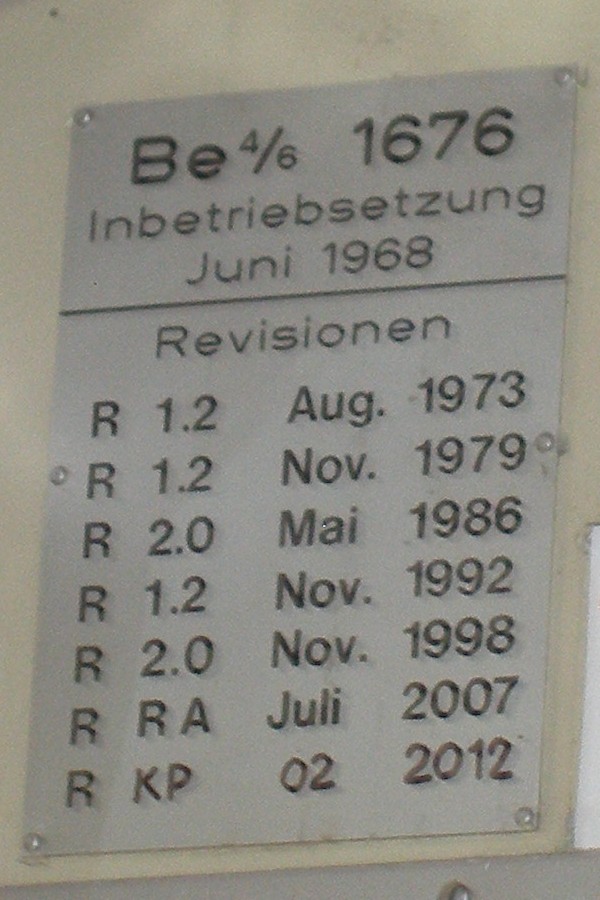 Be 4/6 1676
Inbetriebsetzung
Juni 1968
Revisionen
R 1.2 Aug. 1973
R 1.2 Nov. 1979
R 2.0 Mai 1986
R 1.2 Nov. 1992
R 2.0 Nov. 1998
R R A Juli 2007
R KP 02 2012